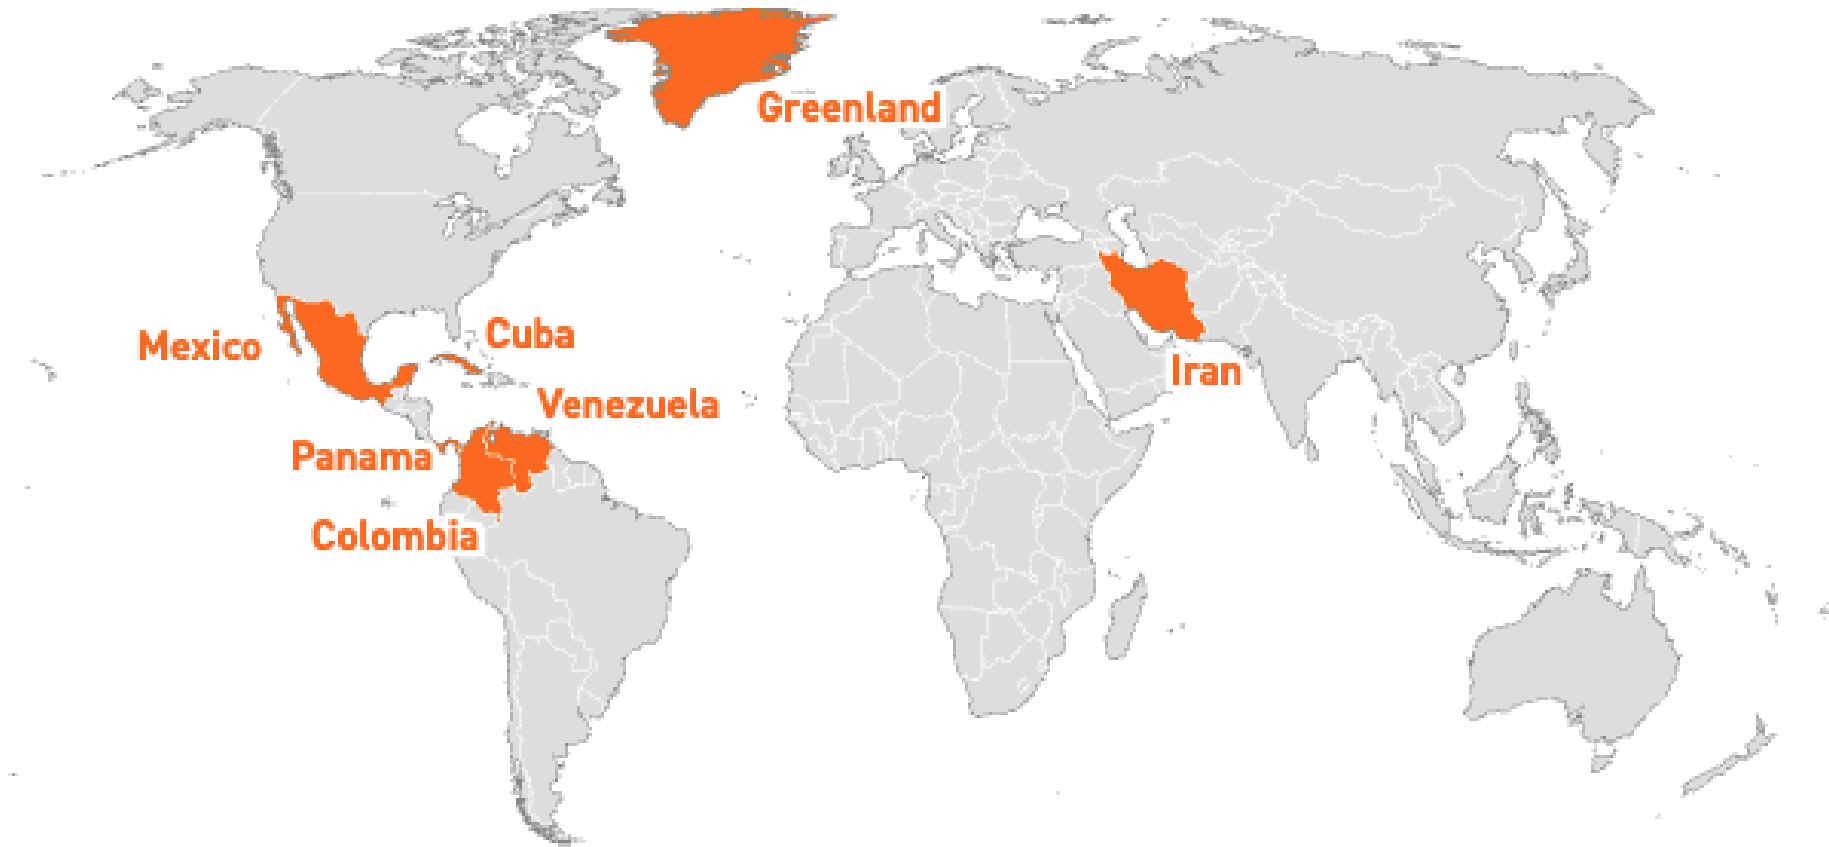 Greenland
Mexico
Cuba
Iran
Venezuela
Panama
Colombia